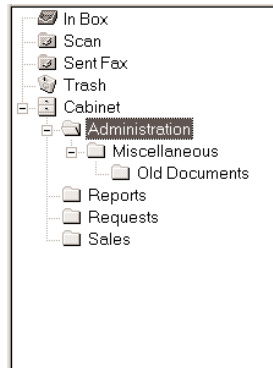 In Box
Scan
Sent Fax
Trash
Cabinet
Administration
Miscellaneous
Old Documents
Reports
Requests
Sales